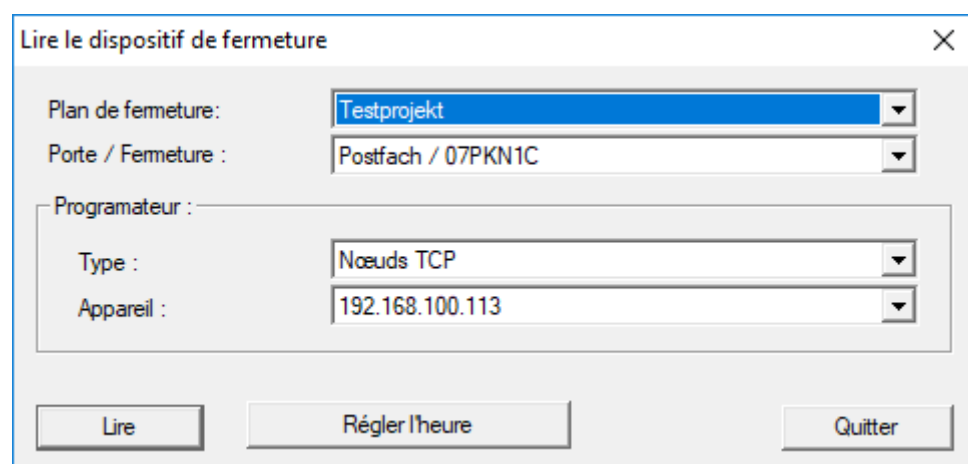 Lire le dispositif de fermeture
Plan de fermeture: Testprojekt
Porte / Fermeture : Postfach / 07PKN1C
Programateur :
Type : Nœuds TCP
Appareil : 192.168.100.113
Lire Régler l'heure Quitter